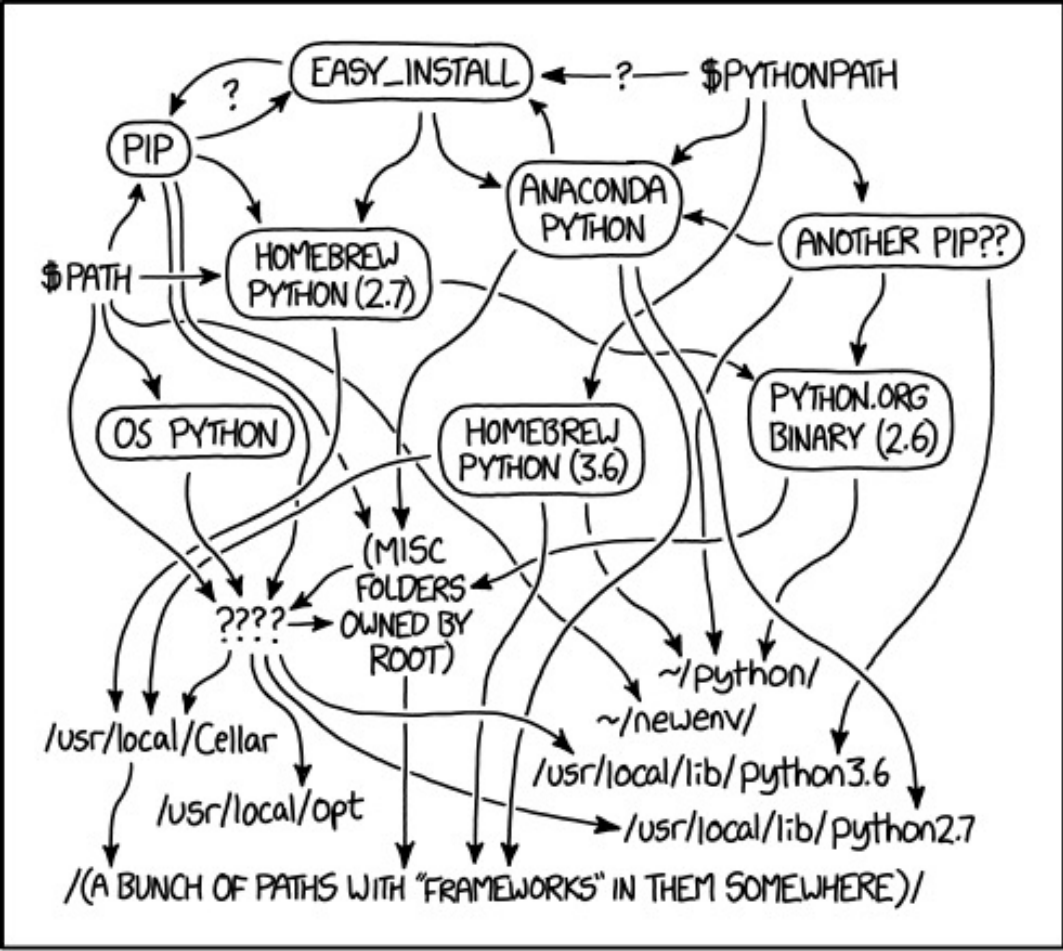 EASY_INSTALL
?
$PYTHONPATH
?
PIP
ANACONDA
PYTHON
ANOTHER PIP??
HOMEBREW
PYTHON (2.7)
$PATH
OS PYTHON
HOMEBREW
PYTHON (3.6)
PYTHON.ORG
BINARY (2.6)
(MISC
FOLDERS
OWNED BY
ROOT)
????
~/python/
~/newenv/
/usr/local/Cellar
/usr/local/opt
/usr/local/lib/python3.6
/usr/local/lib/python2.7
/(A BUNCH OF PATHS WITH "FRAMEWORKS" IN THEM SOMEWHERE)/